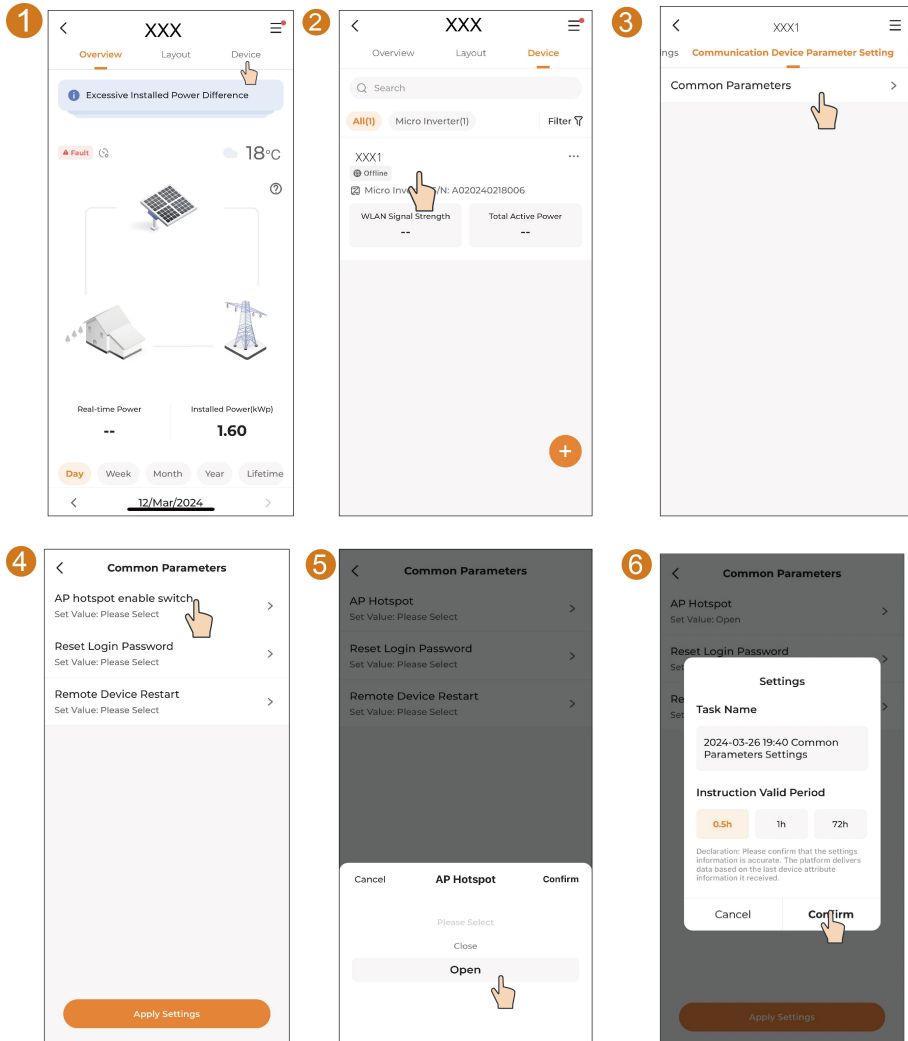 1
XXX
Overview Layout Device
Excessive Installed Power Difference
Fault
18°C
Real-time Power Installed Power(kWp)
-- 1.60
Day Week Month Year Lifetime
12/Mar/2024
2
XXX
Overview Layout Device
Search
All(1) Micro Inverter(1) Filter
XXX1
Offline
Micro Inv /N: A020240218006
WLAN Signal Strength Total Active Power
-- --
3
XXX1
ngs Communication Device Parameter Setting
Common Parameters
4
Common Parameters
AP hotspot enable switch
Set Value: Please Select
Reset Login Password
Set Value: Please Select
Remote Device Restart
Set Value: Please Select
Apply Settings
5
Common Parameters
AP Hotspot
Set Value: Please Select
Reset Login Password
Set Value: Please Select
Remote Device Restart
Set Value: Please Select
Cancel AP Hotspot Confirm
Please Select
Close
Open
6
Common Parameters
AP Hotspot
Set Value: Open
Reset Login Password
Set
Re
Set
Settings
Task Name
2024-03-26 19:40 Common
Parameters Settings
Instruction Valid Period
0.5h 1h 72h
Declaration: Please confirm that the settings
information is accurate. The platform delivers
data based on the last device attribute
information it received.
Cancel Confirm
Apply Settings